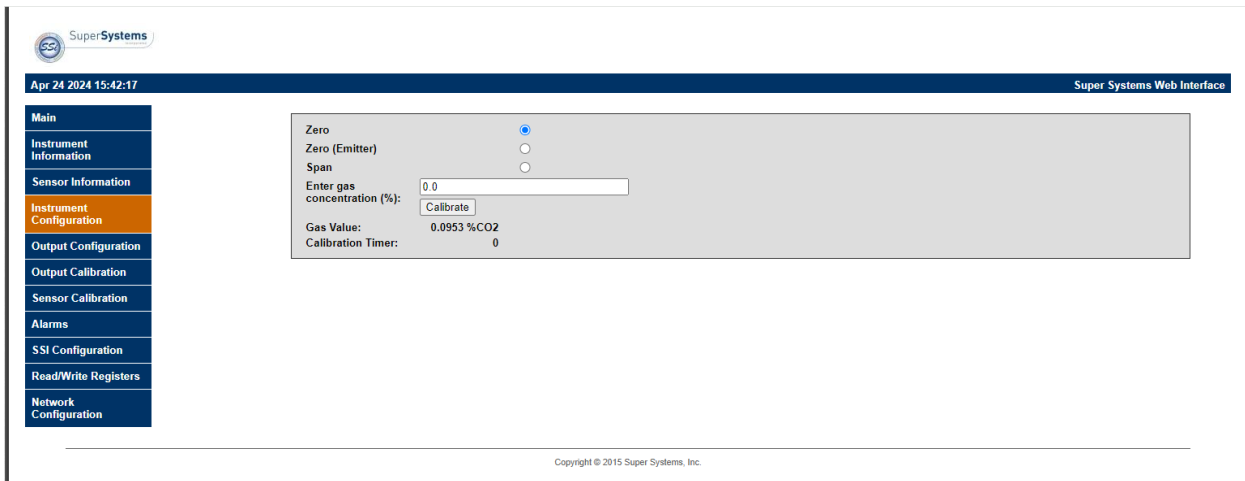 SSi
SuperSystems
Apr 24 2024 15:42:17
Super Systems Web Interface
Main
Instrument
Information
Sensor Information
Instrument
Configuration
Output Configuration
Output Calibration
Sensor Calibration
Alarms
SSI Configuration
Read/Write Registers
Network
Configuration
Zero
Zero (Emitter)
Span
Enter gas
concentration (%):
0.0
Calibrate
Gas Value: 0.0953 %CO2
Calibration Timer: 0
Copyright © 2015 Super Systems, Inc.